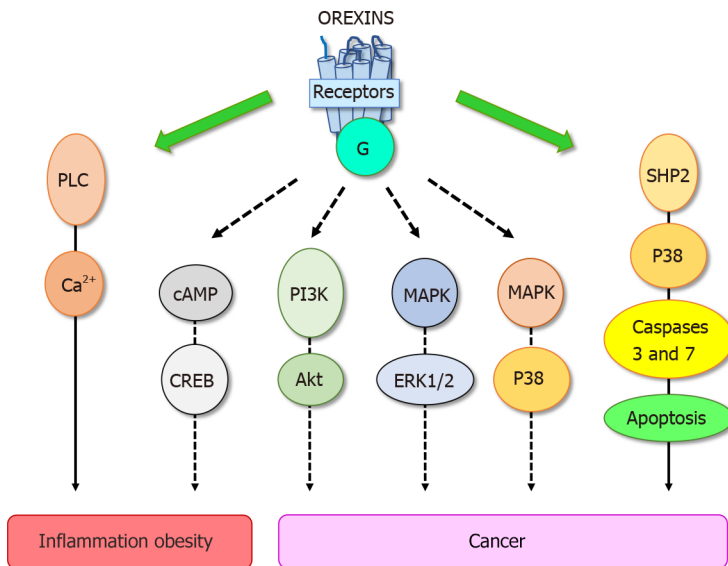 OREXINS
Receptors
G
PLC
SHP2
Ca²⁺
P38
cAMP
PI3K
MAPK
MAPK
Caspases
3 and 7
CREB
Akt
ERK1/2
P38
Apoptosis
Inflammation obesity
Cancer